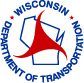 WISCONSIN
DEPARTMENT OF TRANSPORTATION